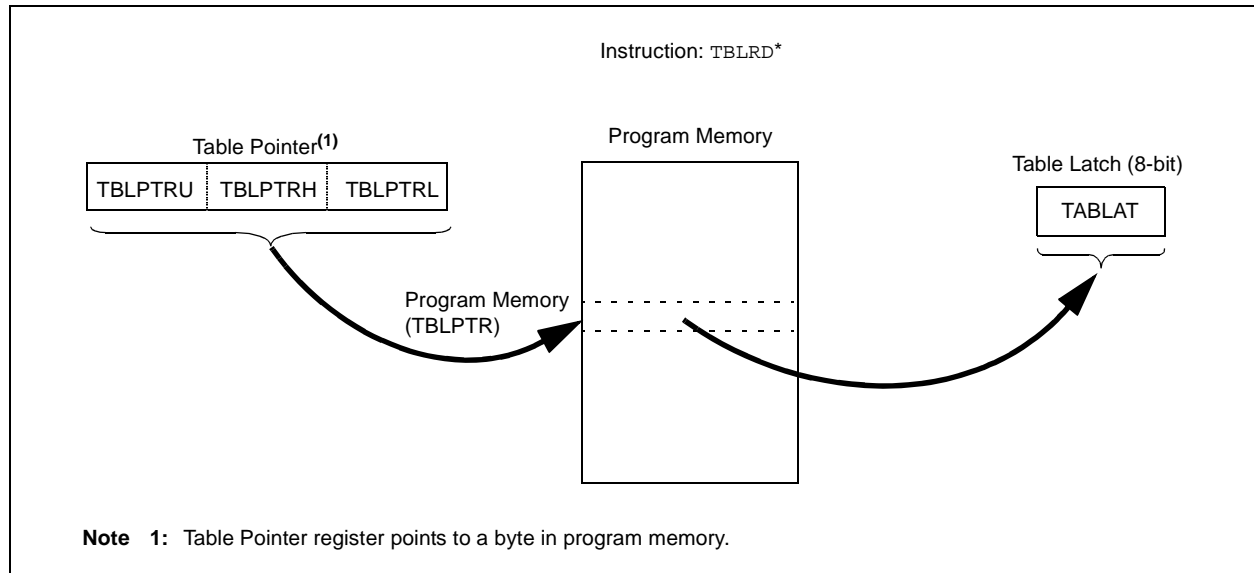 Instruction: TBLRD*
Table Pointer(1)
TBLPTRU TBLPTRH TBLPTRL
Program Memory
Table Latch (8-bit)
TABLAT
Program Memory
(TBLPTR)
Note 1: Table Pointer register points to a byte in program memory.